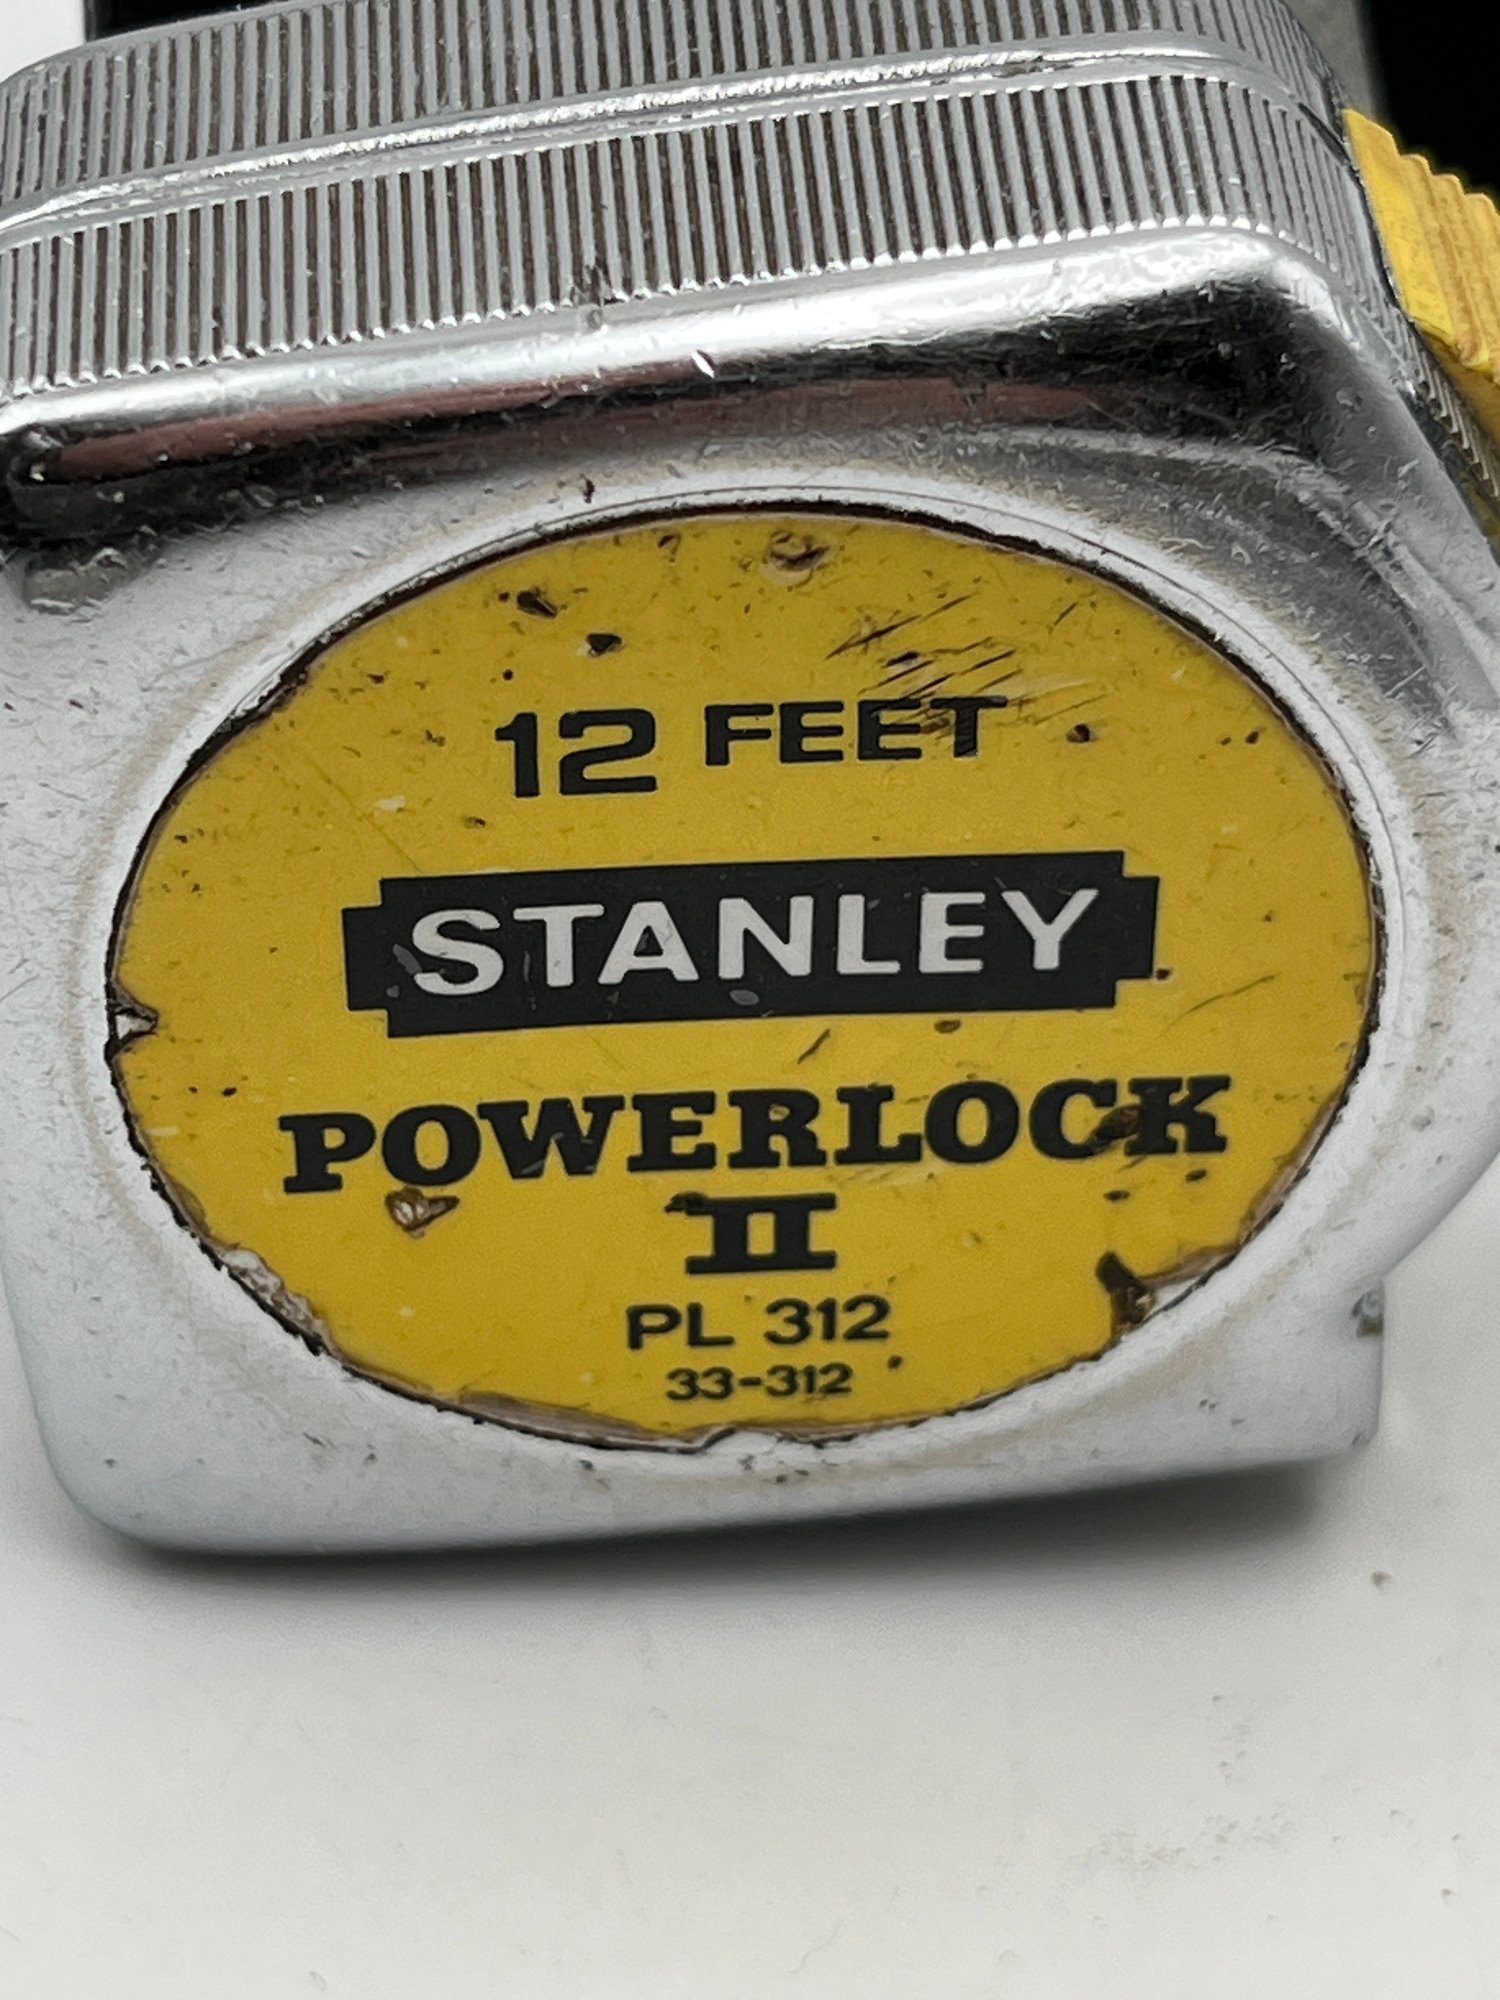 12 FEET
STANLEY
POWERLOCK
II
PL 312
33-312